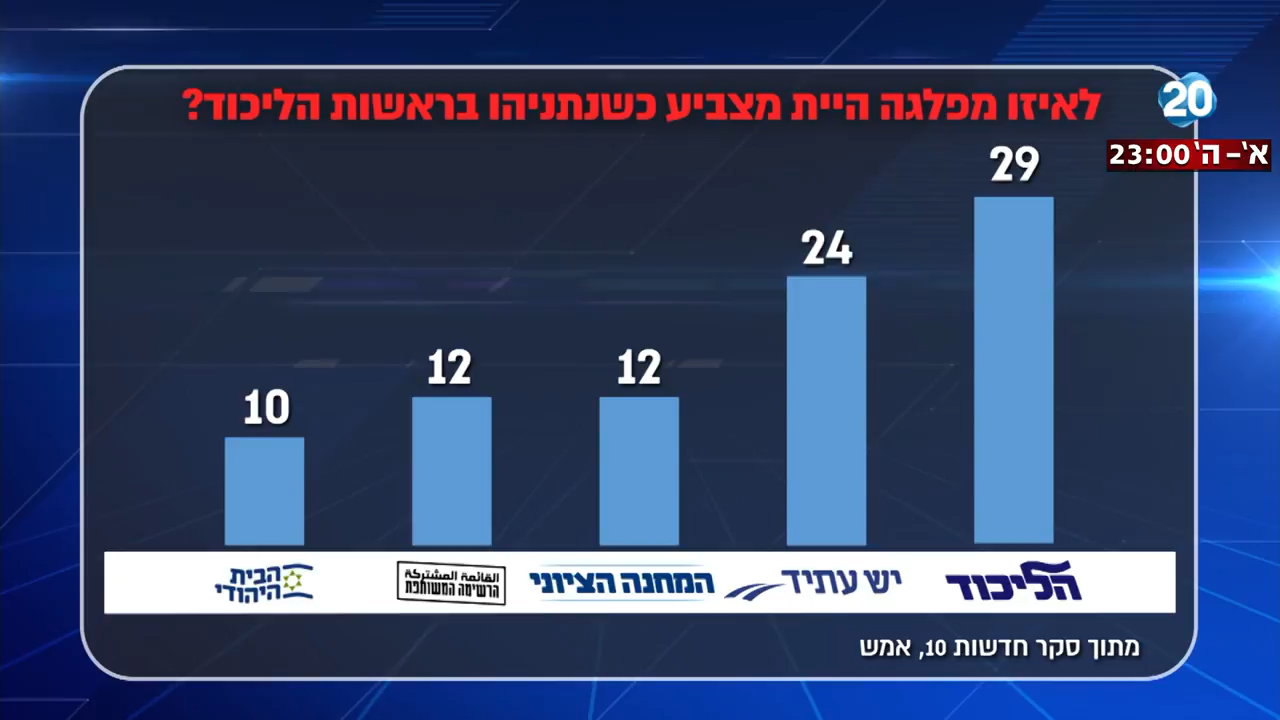 לאיזו מפלגה היית מצביע כשנתניהו בראשות הליכוד?
20
א'- ה' 23:00
29
24
12
12
10
הליכוד
יש עתיד
המחנה הציוני
القائمة المشتركة
הרשימה המשותפת
הבית
היהודי
מתוך סקר חדשות 10, אמש